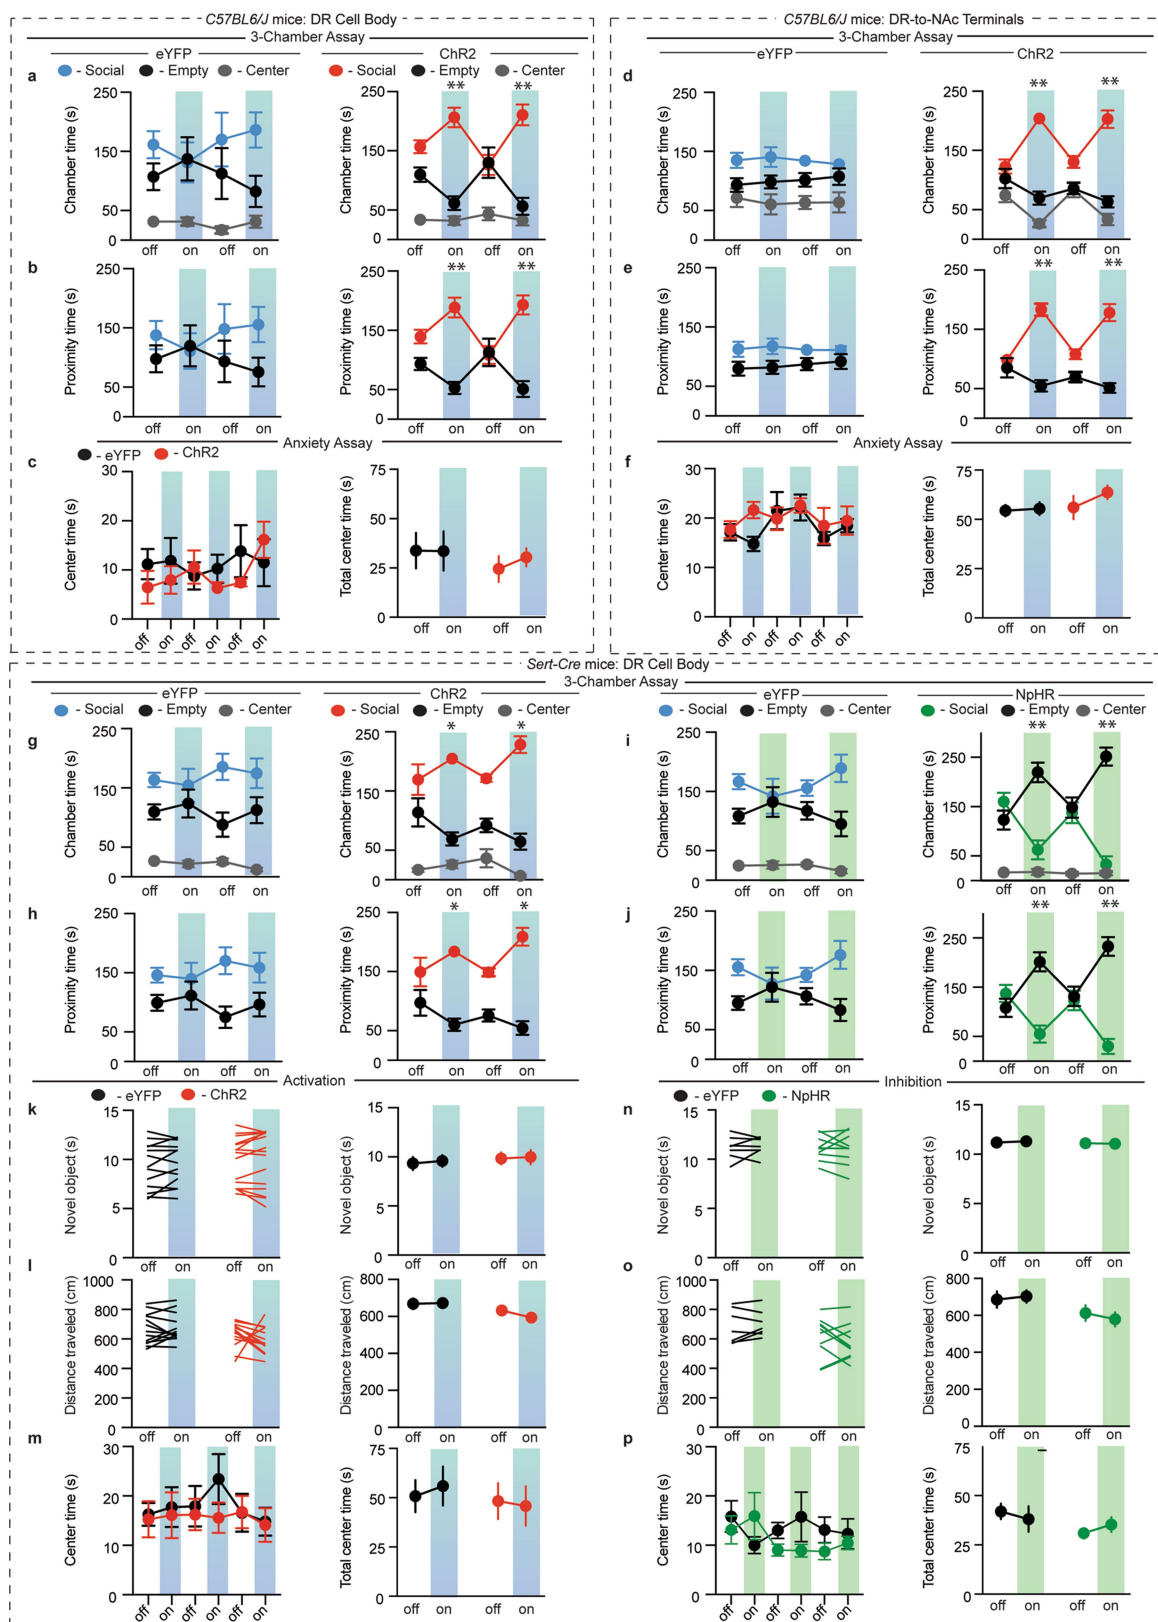 C57BL6/J mice: DR Cell Body
3-Chamber Assay
eYFP
ChR2
a
- Social - Empty - Center
- Social - Empty - Center
Chamber time (s)
250
150
50
0
off on off on
Chamber time (s)
250
150
50
0
** **
off on off on
b
Proximity time (s)
250
150
50
0
off on off on
Proximity time (s)
250
150
50
0
** **
off on off on
Anxiety Assay
c
- eYFP - ChR2
Center time (s)
30
20
10
0
off on off on off on
Total center time (s)
75
50
25
0
off on off on
C57BL6/J mice: DR-to-NAc Terminals
3-Chamber Assay
eYFP
ChR2
d
- Social - Empty - Center
- Social - Empty - Center
Chamber time (s)
250
150
50
0
off on off on
Chamber time (s)
250
150
50
0
** **
off on off on
e
Proximity time (s)
250
150
50
0
off on off on
Proximity time (s)
250
150
50
0
** **
off on off on
Anxiety Assay
f
Center time (s)
30
20
10
0
off on off on off on
Total center time (s)
75
50
25
0
off on off on
Sert-Cre mice: DR Cell Body
3-Chamber Assay
eYFP
ChR2
- Social - Empty - Center
- Social - Empty - Center
g
Chamber time (s)
250
150
50
0
off on off on
Chamber time (s)
250
150
50
0
* *
off on off on
h
Proximity time (s)
250
150
50
0
off on off on
Proximity time (s)
250
150
50
0
* *
off on off on
eYFP
NpHR
- Social - Empty - Center
- Social - Empty - Center
i
Chamber time (s)
250
150
50
0
off on off on
Chamber time (s)
250
150
50
0
** **
off on off on
j
Proximity time (s)
250
150
50
0
off on off on
Proximity time (s)
250
150
50
0
** **
off on off on
Activation
- eYFP - ChR2
k
Novel object (s)
15
10
5
0
off on off on
Novel object (s)
15
10
5
0
off on off on
l
Distance traveled (cm)
1000
800
600
400
200
0
off on off on
Distance traveled (cm)
800
600
400
200
0
off on off on
m
Center time (s)
30
20
10
0
off on off on off on
Total center time (s)
75
50
25
0
off on off on
Inhibition
- eYFP - NpHR
n
Novel object (s)
15
10
5
0
off on off on
Novel object (s)
15
10
5
0
off on off on
o
Distance traveled (cm)
1000
800
600
400
200
0
off on off on
Distance traveled (cm)
800
600
400
200
0
off on off on
p
Center time (s)
30
20
10
0
off on off on off on
Total center time (s)
75
50
25
0
off on off on